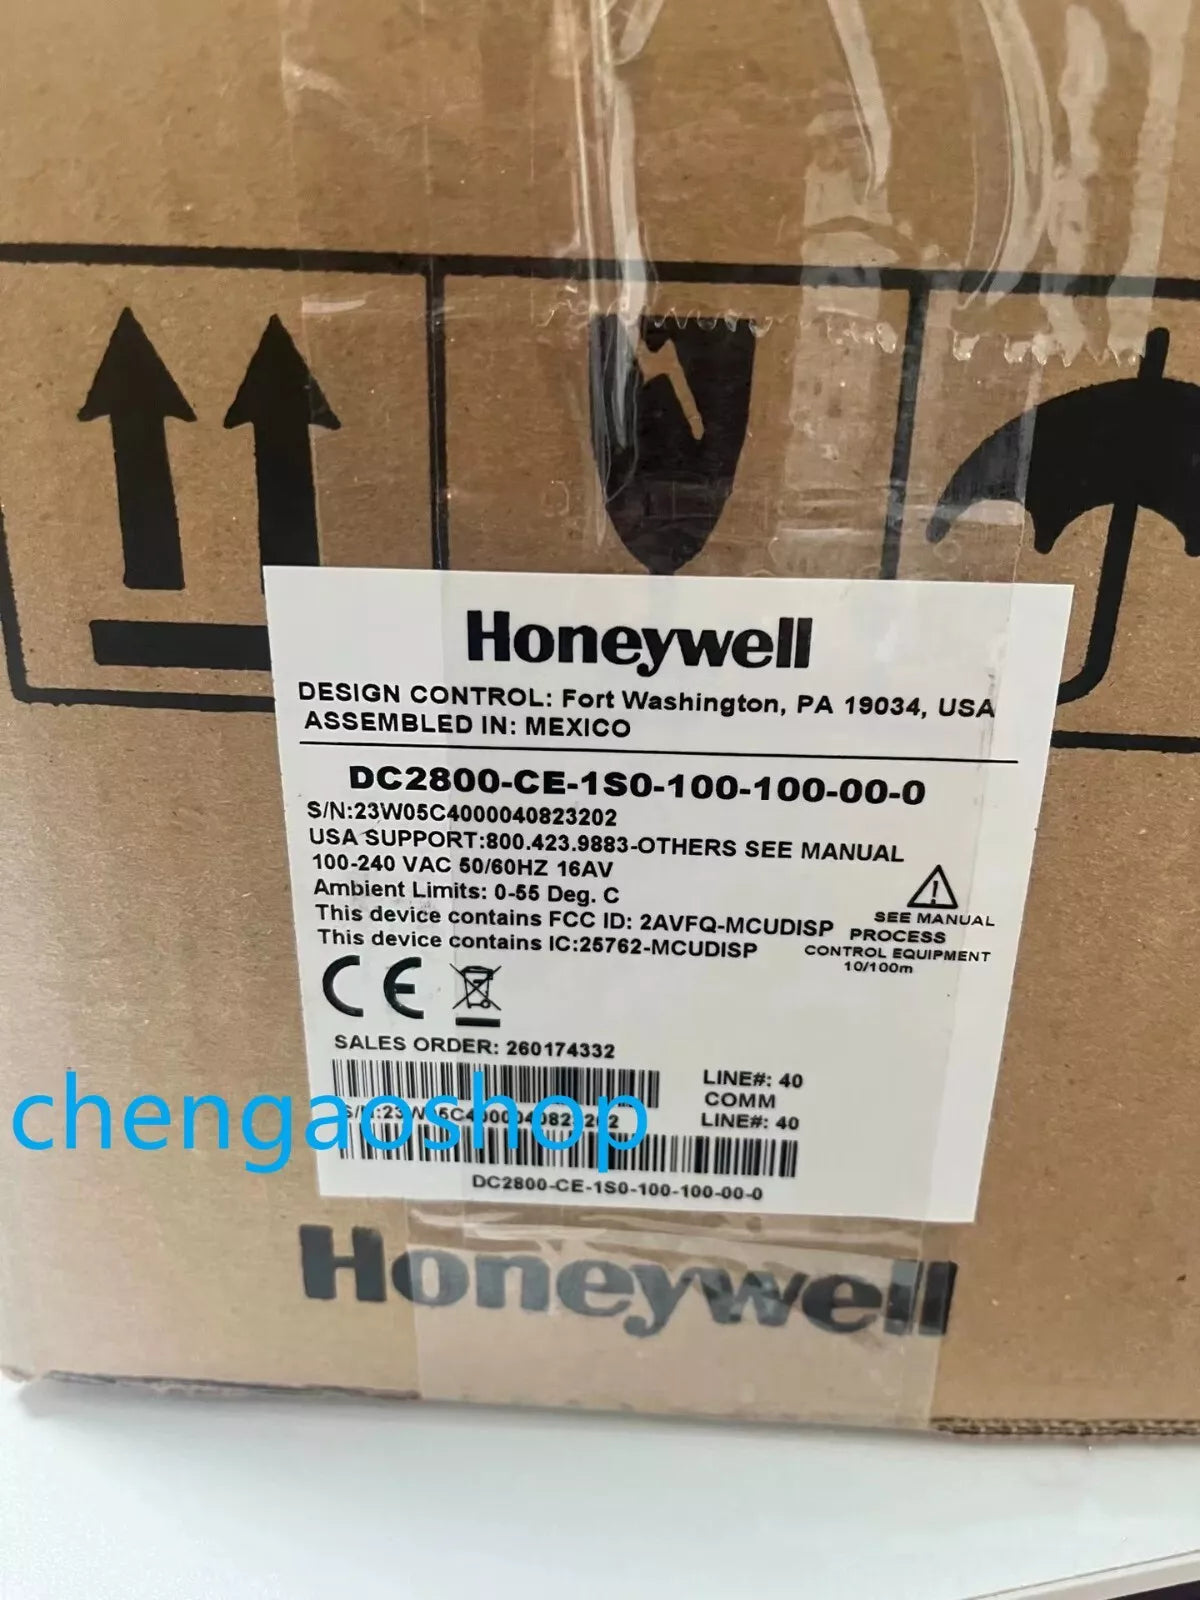 Honeywell
DESIGN CONTROL: Fort Washington, PA 19034, USA
ASSEMBLED IN: MEXICO
DC2800-CE-1S0-100-100-00-0
S/N:23W05C4000040823202
USA SUPPORT:800.423.9883-OTHERS SEE MANUAL
100-240 VAC 50/60HZ 16AV
Ambient Limits: 0-55 Deg. C
This device contains FCC ID: 2AVFQ-MCUDISP
This device contains IC:25762-MCUDISP
SEE MANUAL
PROCESS
CONTROL EQUIPMENT
10/100m
CE
SALES ORDER: 260174332
LINE#: 40
COMM
S/N:23W05C4000040823202
LINE#: 40
chengaoshop
DC2800-CE-1S0-100-100-00-0
Honeywell